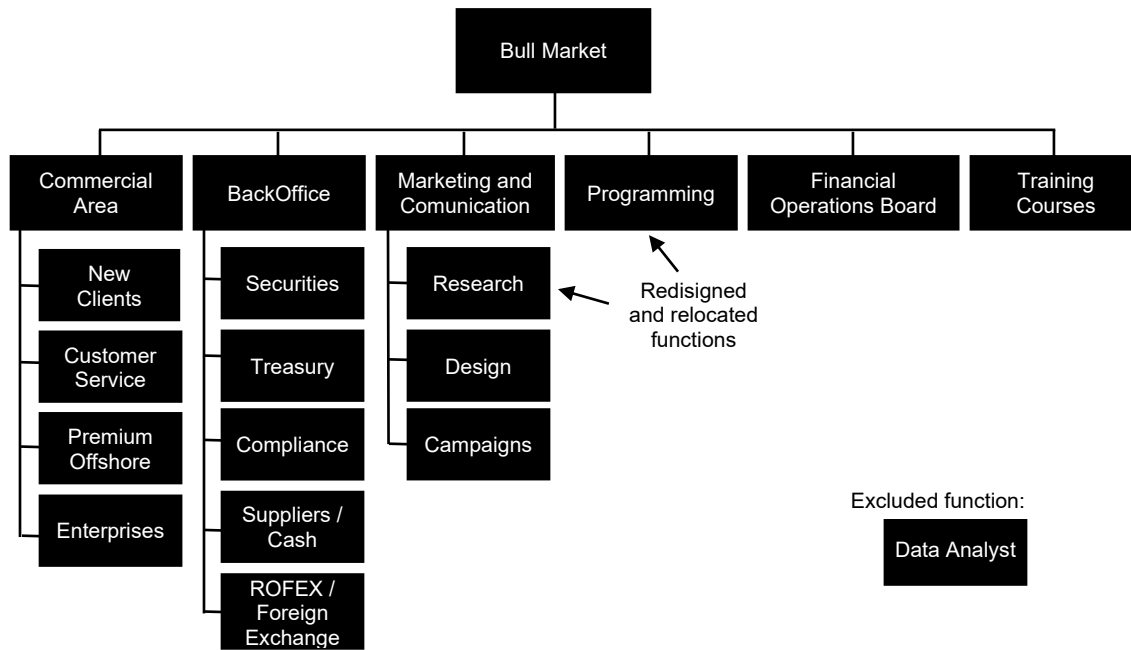 Bull Market
Commercial
Area
BackOffice
Marketing and
Comunication
Programming
Financial
Operations Board
Training
Courses
New
Clients
Customer
Service
Premium
Offshore
Enterprises
Securities
Treasury
Compliance
Suppliers /
Cash
ROFEX /
Foreign
Exchange
Research
Design
Campaigns
Redisigned
and relocated
functions
Excluded function:
Data Analyst